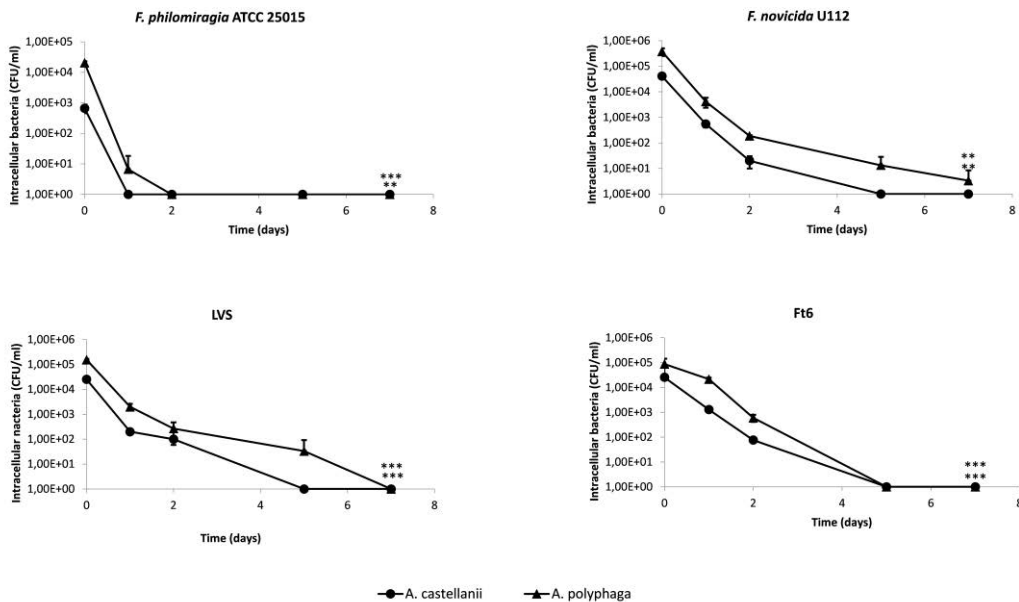 F. philomiragia ATCC 25015
Intracellular bacteria (CFU/ml)
1,00E+05
1,00E+04
1,00E+03
1,00E+02
1,00E+01
1,00E+00
***
**
0 2 4 6 8
Time (days)
F. novicida U112
Intracellular bacteria (CFU/ml)
1,00E+06
1,00E+05
1,00E+04
1,00E+03
1,00E+02
1,00E+01
1,00E+00
**
**
0 2 4 6 8
Time (days)
LVS
Intracellular nacteria (CFU/ml)
1,00E+06
1,00E+05
1,00E+04
1,00E+03
1,00E+02
1,00E+01
1,00E+00
***
***
0 2 4 6 8
Time (days)
Ft6
Intracellular bacteria (CFU/ml)
1,00E+06
1,00E+05
1,00E+04
1,00E+03
1,00E+02
1,00E+01
1,00E+00
***
***
0 2 4 6 8
Time (days)
A. castellanii A. polyphaga